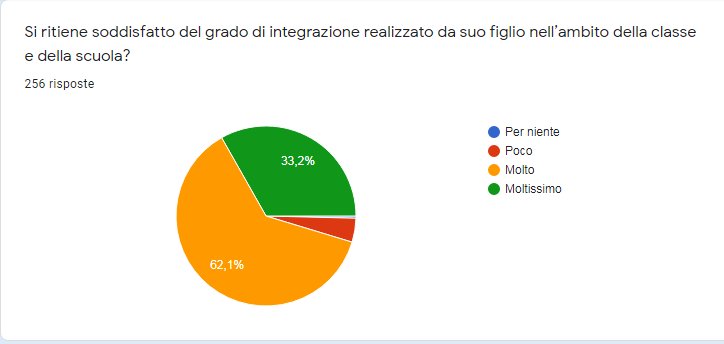 Si ritiene soddisfatto del grado di integrazione realizzato da suo figlio nell’ambito della classe
e della scuola?
256 risposte
Per niente
Poco
Molto
Moltissimo
33,2%
62,1%